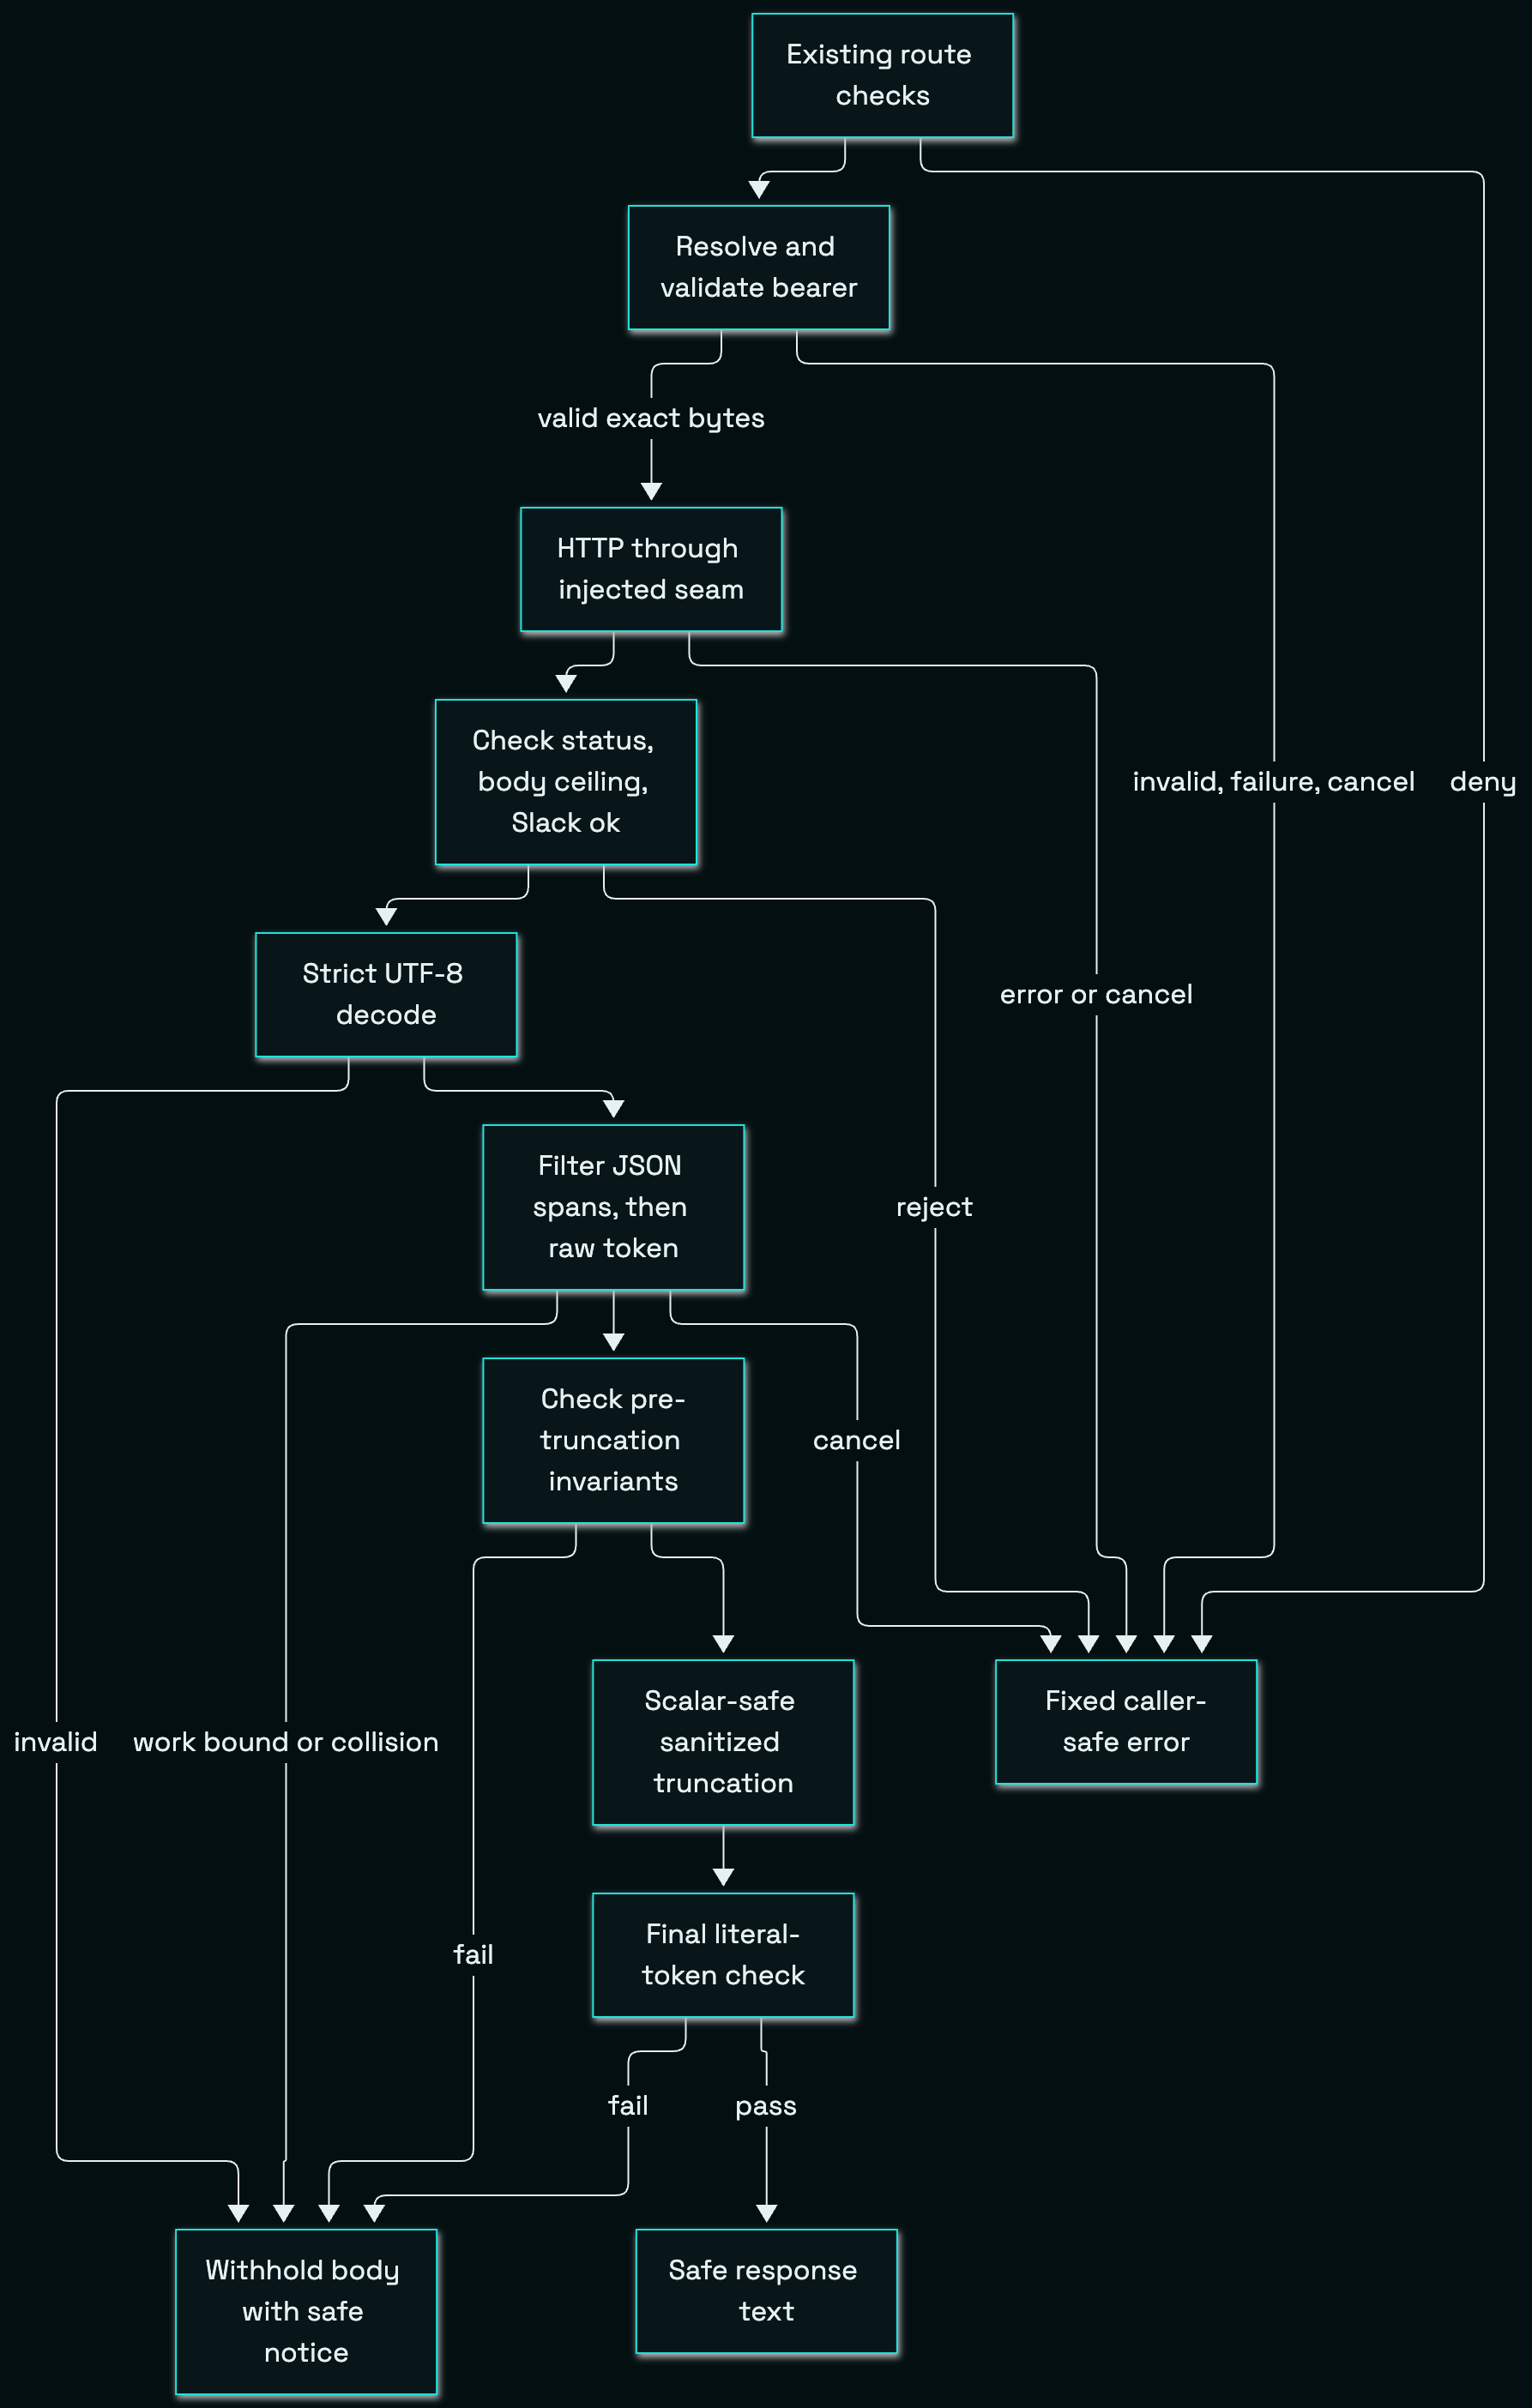 Existing route
checks
Resolve and
validate bearer
valid exact bytes
HTTP through
injected seam
Check status,
body ceiling,
Slack ok
invalid, failure, cancel
deny
Strict UTF-8
decode
error or cancel
Filter JSON
spans, then
raw token
reject
Check pre-
truncation
invariants
cancel
Scalar-safe
sanitized
truncation
Fixed caller-
safe error
invalid
work bound or collision
Final literal-
token check
fail
fail
pass
Withhold body
with safe
notice
Safe response
text